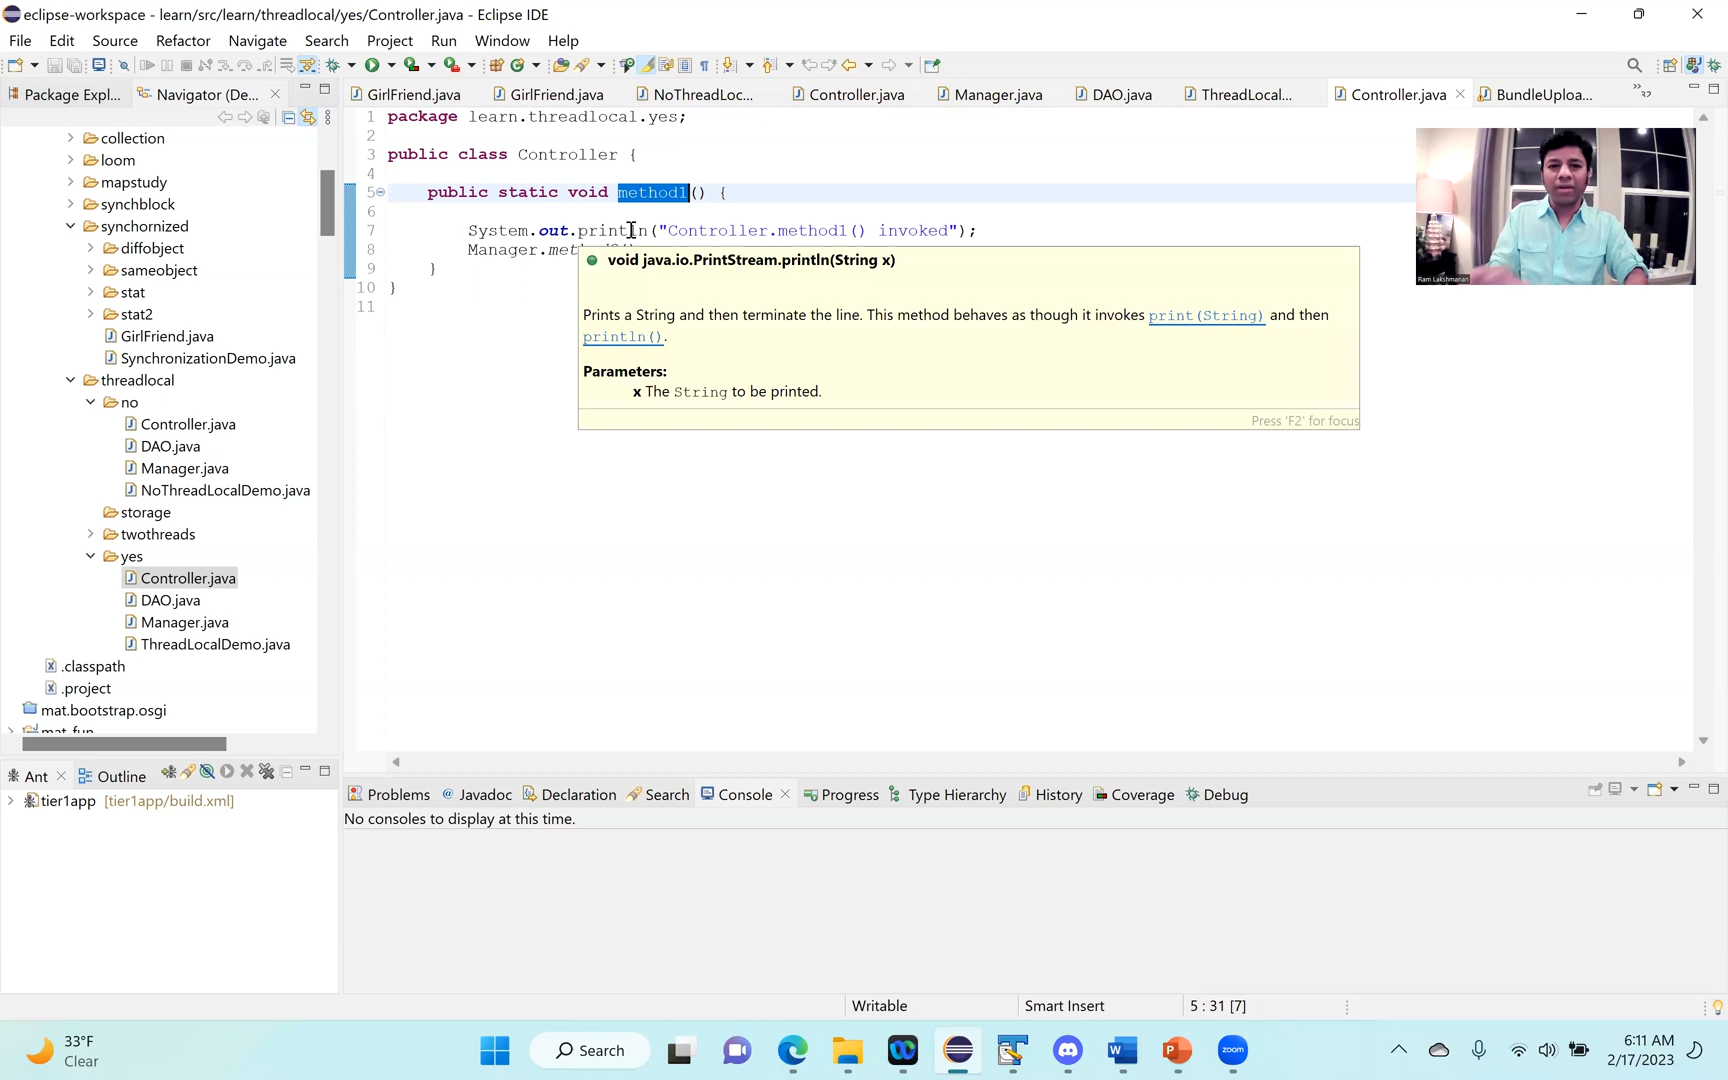 eclipse-workspace - learn/src/learn/threadlocal/yes/Controller.java - Eclipse IDE
File Edit Source Refactor Navigate Search Project Run Window Help
Package Expl... Navigator (De...
GirlFriend.java GirlFriend.java NoThreadLoc... Controller.java Manager.java DAO.java ThreadLocal... Controller.java BundleUploa... »32
collection
loom
mapstudy
synchblock
synchornized
diffobject
sameobject
stat
stat2
GirlFriend.java
SynchronizationDemo.java
threadlocal
no
Controller.java
DAO.java
Manager.java
NoThreadLocalDemo.java
storage
twothreads
yes
Controller.java
DAO.java
Manager.java
ThreadLocalDemo.java
.classpath
.project
mat.bootstrap.osgi
mat_fun
1 package learn.threadlocal.yes;
2
3 public class Controller {
4
5 public static void method1() {
6
7 System.out.println("Controller.method1() invoked");
8 Manager.met
9 }
10 }
11
void java.io.PrintStream.println(String x)
Prints a String and then terminate the line. This method behaves as though it invokes print(String) and then
println().
Parameters:
x The String to be printed.
Press 'F2' for focus
Ram Lakshmanan
Ant Outline
tier1app [tier1app/build.xml]
Problems @ Javadoc Declaration Search Console Progress Type Hierarchy History Coverage Debug
No consoles to display at this time.
Writable Smart Insert 5 : 31 [7]
33°F
Clear
Search
zoom
6:11 AM
2/17/2023